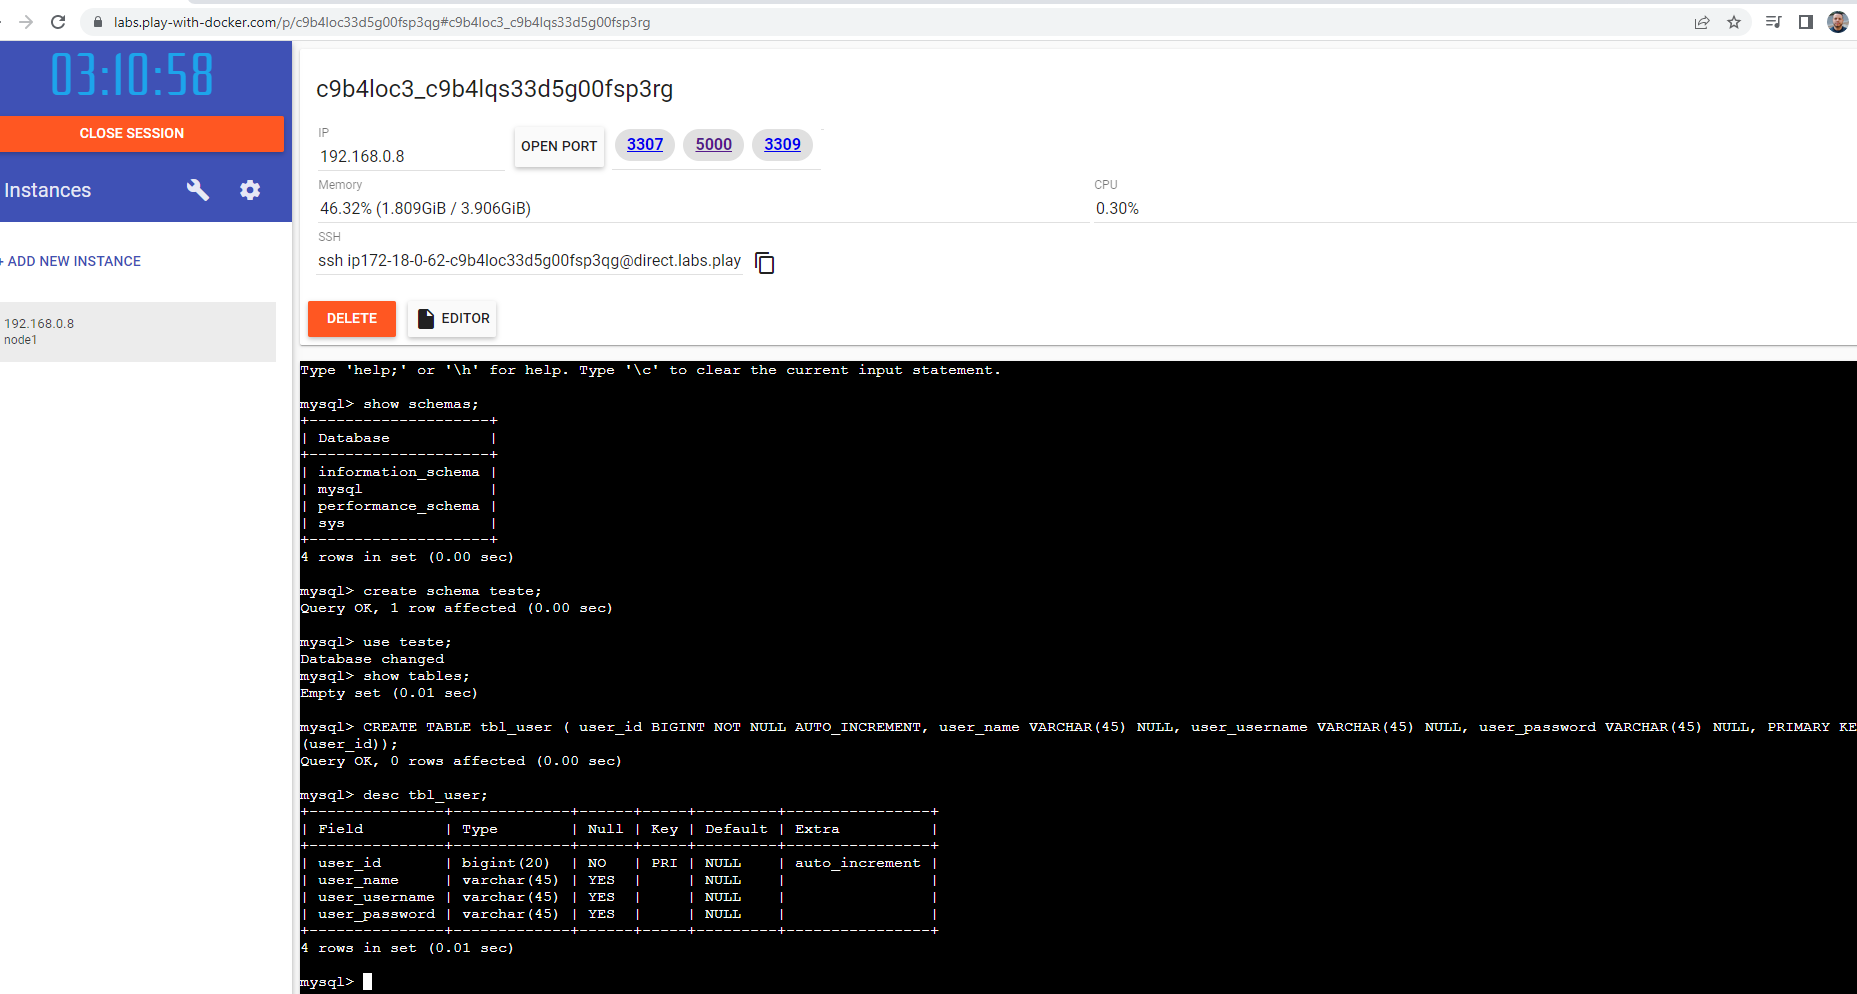 labs.play-with-docker.com/p/c9b4loc33d5g00fsp3qg#c9b4loc3_c9b4lqs33d5g00fsp3rg
03:10:58
CLOSE SESSION
Instances
+ ADD NEW INSTANCE
192.168.0.8
node1
c9b4loc3_c9b4lqs33d5g00fsp3rg
IP
192.168.0.8
OPEN PORT 3307 5000 3309
Memory
46.32% (1.809GiB / 3.906GiB)
CPU
0.30%
SSH
ssh ip172-18-0-62-c9b4loc33d5g00fsp3qg@direct.labs.play
DELETE EDITOR
Type 'help;' or '\h' for help. Type '\c' to clear the current input statement.
mysql> show schemas;
+--------------------+
| Database           |
+--------------------+
| information_schema |
| mysql              |
| performance_schema |
| sys                |
+--------------------+
4 rows in set (0.00 sec)
mysql> create schema teste;
Query OK, 1 row affected (0.00 sec)
mysql> use teste;
Database changed
mysql> show tables;
Empty set (0.01 sec)
mysql> CREATE TABLE tbl_user ( user_id BIGINT NOT NULL AUTO_INCREMENT, user_name VARCHAR(45) NULL, user_username VARCHAR(45) NULL, user_password VARCHAR(45) NULL, PRIMARY KE
(user_id));
Query OK, 0 rows affected (0.00 sec)
mysql> desc tbl_user;
+---------------+-------------+------+-----+---------+----------------+
| Field         | Type        | Null | Key | Default | Extra          |
+---------------+-------------+------+-----+---------+----------------+
| user_id       | bigint(20)  | NO   | PRI | NULL    | auto_increment |
| user_name     | varchar(45) | YES  |     | NULL    |                |
| user_username | varchar(45) | YES  |     | NULL    |                |
| user_password | varchar(45) | YES  |     | NULL    |                |
+---------------+-------------+------+-----+---------+----------------+
4 rows in set (0.01 sec)
mysql>